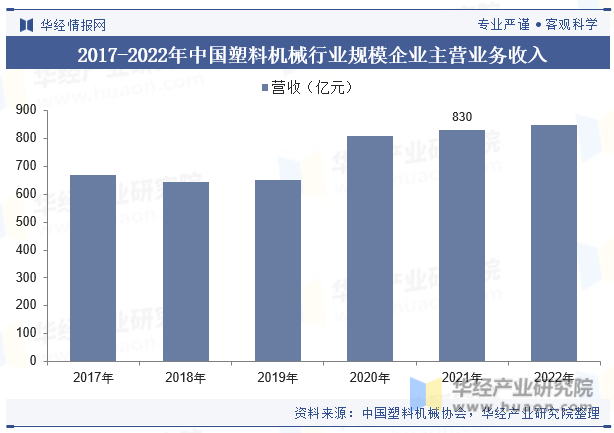 华经情报网
专业严谨 • 客观科学
2017-2022年中国塑料机械行业规模企业主营业务收入
营收（亿元）
900
800
700
600
500
400
300
200
100
0
830
2017年
2018年
2019年
2020年
2021年
2022年
华经产业研究院
www.huaon.com
资料来源：中国塑料机械协会，华经产业研究院整理